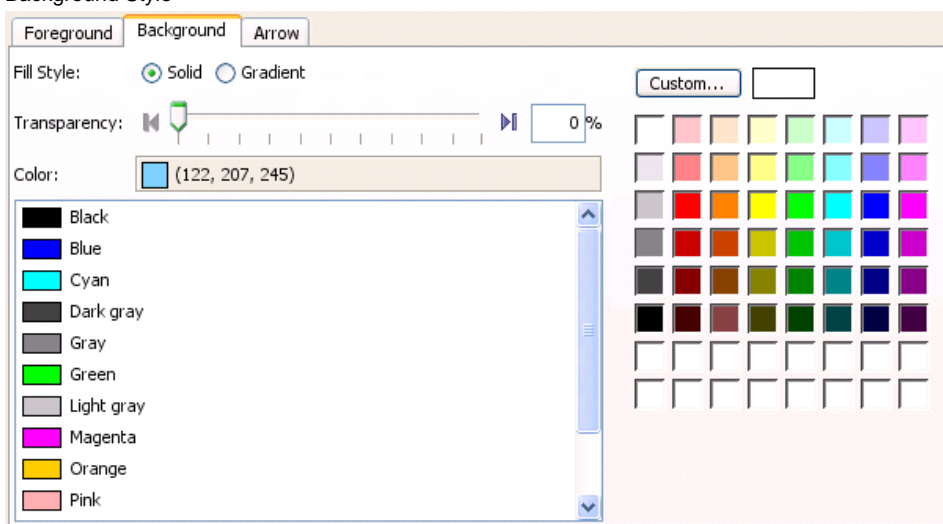 Background Style
Foreground Background Arrow
Fill Style: Solid Gradient
Custom...
Transparency: 0 %
Color: (122, 207, 245)
Black
Blue
Cyan
Dark gray
Gray
Green
Light gray
Magenta
Orange
Pink